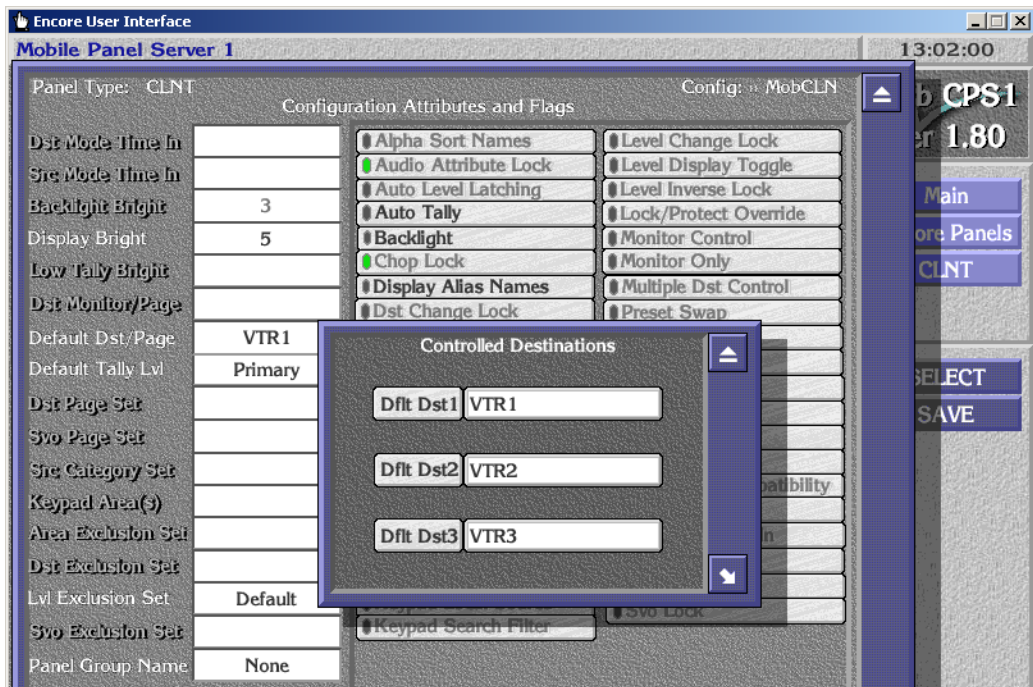 Encore User Interface
Mobile Panel Server 1
13:02:00
Panel Type: CLNT
Config: » MobCLN
Configuration Attributes and Flags
CPS1
1.80
Dst Mode Time In
Src Mode Time In
Backlight Bright 3
Display Bright 5
Low Tally Bright
Dst Monitor/Page
Default Dst/Page VTR1
Default Tally Lvl Primary
Dst Page Set
Svo Page Set
Src Category Set
Keypad Area(s)
Area Exclusion Set
Dst Exclusion Set
Lvl Exclusion Set Default
Svo Exclusion Set
Panel Group Name None
Alpha Sort Names
Audio Attribute Lock
Auto Level Latching
Auto Tally
Backlight
Chop Lock
Display Alias Names
Dst Change Lock
Keypad Search Filter
Level Change Lock
Level Display Toggle
Level Inverse Lock
Lock/Protect Override
Monitor Control
Monitor Only
Multiple Dst Control
Preset Swap
Svo Lock
Controlled Destinations
Dflt Dst1 VTR1
Dflt Dst2 VTR2
Dflt Dst3 VTR3
Main
Panels
CLNT
SELECT
SAVE